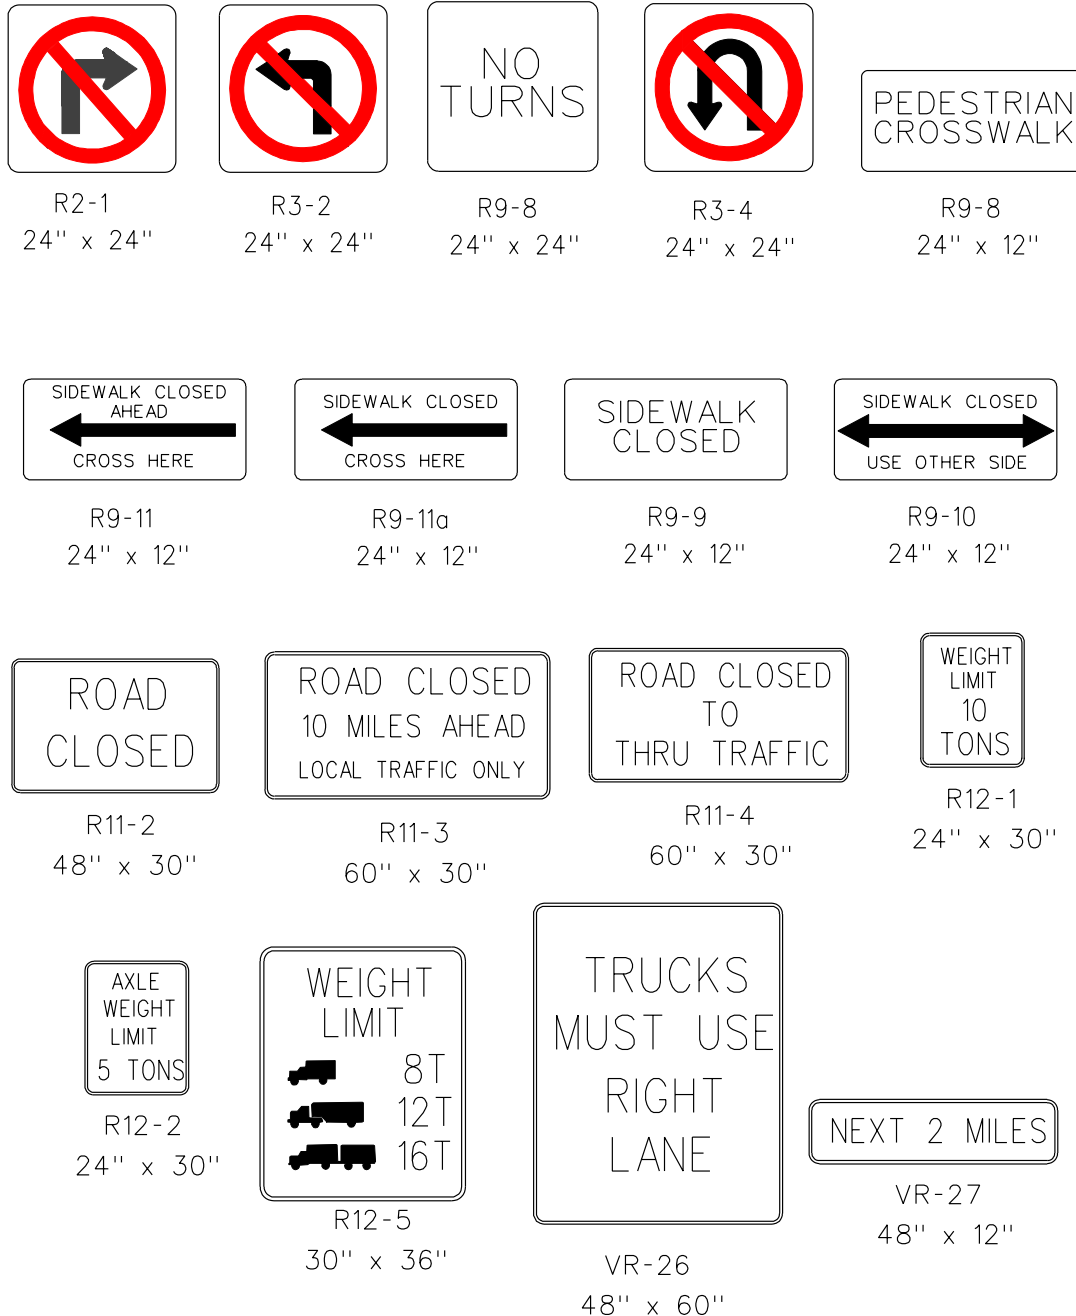 NO
TURNS
PEDESTRIAN
CROSSWALK
R2-1
24" x 24"
R3-2
24" x 24"
R9-8
24" x 24"
R3-4
24" x 24"
R9-8
24" x 12"
SIDEWALK CLOSED
AHEAD
CROSS HERE
R9-11
24" x 12"
SIDEWALK CLOSED
CROSS HERE
R9-11a
24" x 12"
SIDEWALK
CLOSED
R9-9
24" x 12"
SIDEWALK CLOSED
USE OTHER SIDE
R9-10
24" x 12"
ROAD
CLOSED
R11-2
48" x 30"
ROAD CLOSED
10 MILES AHEAD
LOCAL TRAFFIC ONLY
R11-3
60" x 30"
ROAD CLOSED
TO
THRU TRAFFIC
R11-4
60" x 30"
WEIGHT
LIMIT
10
TONS
R12-1
24" x 30"
AXLE
WEIGHT
LIMIT
5 TONS
R12-2
24" x 30"
WEIGHT
LIMIT
8T
12T
16T
R12-5
30" x 36"
TRUCKS
MUST USE
RIGHT
LANE
VR-26
48" x 60"
NEXT 2 MILES
VR-27
48" x 12"